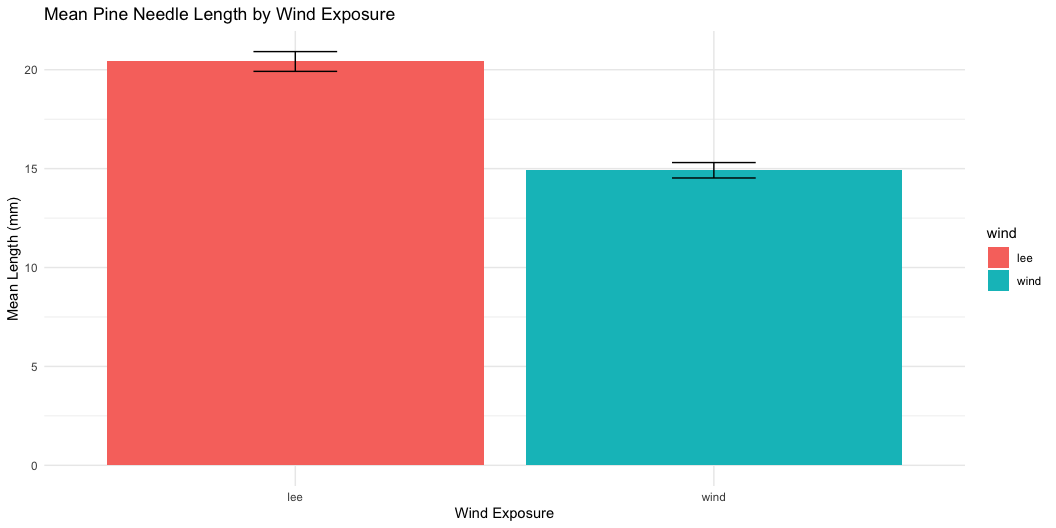 Mean Pine Needle Length by Wind Exposure
20
15
10
5
0
Mean Length (mm)
lee
wind
Wind Exposure
wind
lee
wind